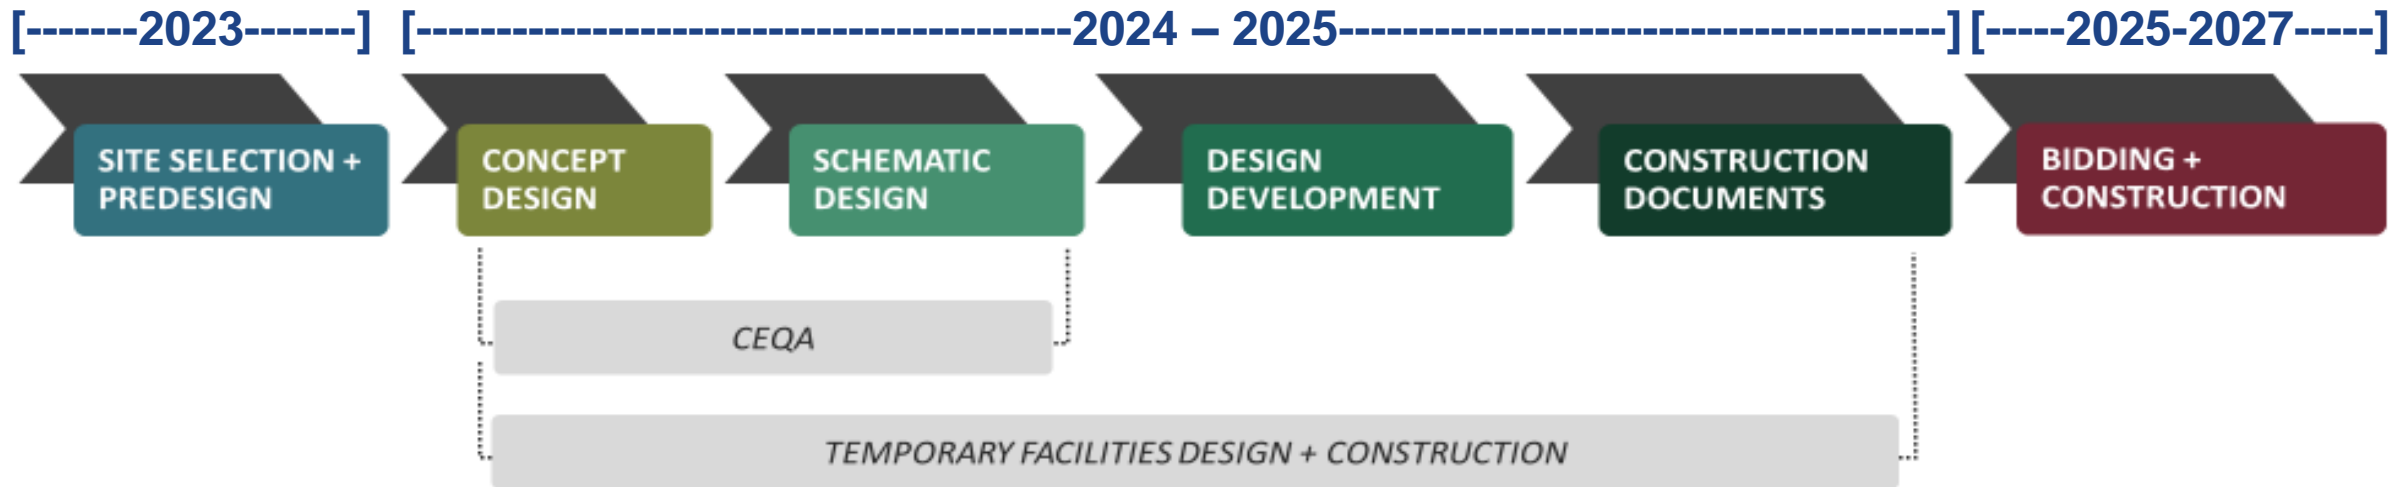 [-------2023-------] [-----------------------------------------2024 – 2025--------------------------------------] [-----2025-2027-----]
SITE SELECTION +
PREDESIGN
CONCEPT
DESIGN
SCHEMATIC
DESIGN
DESIGN
DEVELOPMENT
CONSTRUCTION
DOCUMENTS
BIDDING +
CONSTRUCTION
CEQA
TEMPORARY FACILITIES DESIGN + CONSTRUCTION